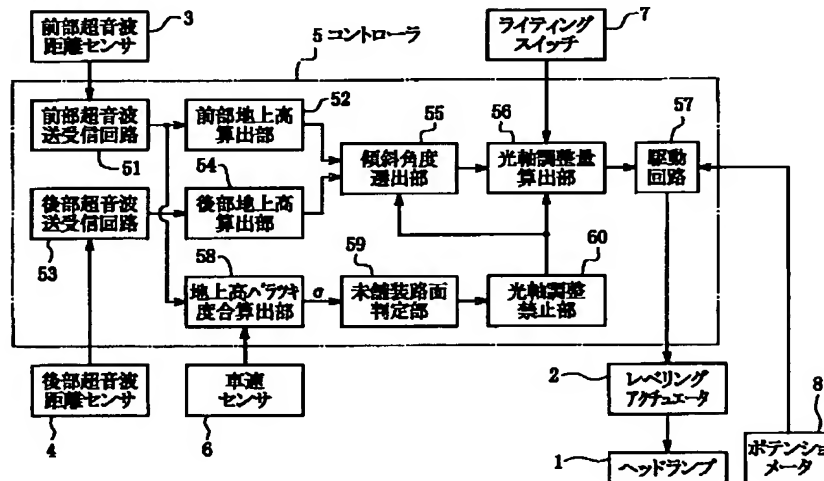 前部超音波
距離センサ
3
5 コントローラ
ライティング
スイッチ
7
前部超音波
送受信回路
51
前部地上高
算出部
52
55
56
57
傾斜角度
選出部
光軸調整量
算出部
駆動
回路
後部超音波
送受信回路
53
54
後部地上高
算出部
58
地上高バラツキ
度合算出部
σ
59
未舗装路面
判定部
60
光軸調整
禁止部
後部超音波
距離センサ
4
車速
センサ
6
2
レベリング
アクチュエータ
8
ポテンショ
メータ
1
ヘッドランプ